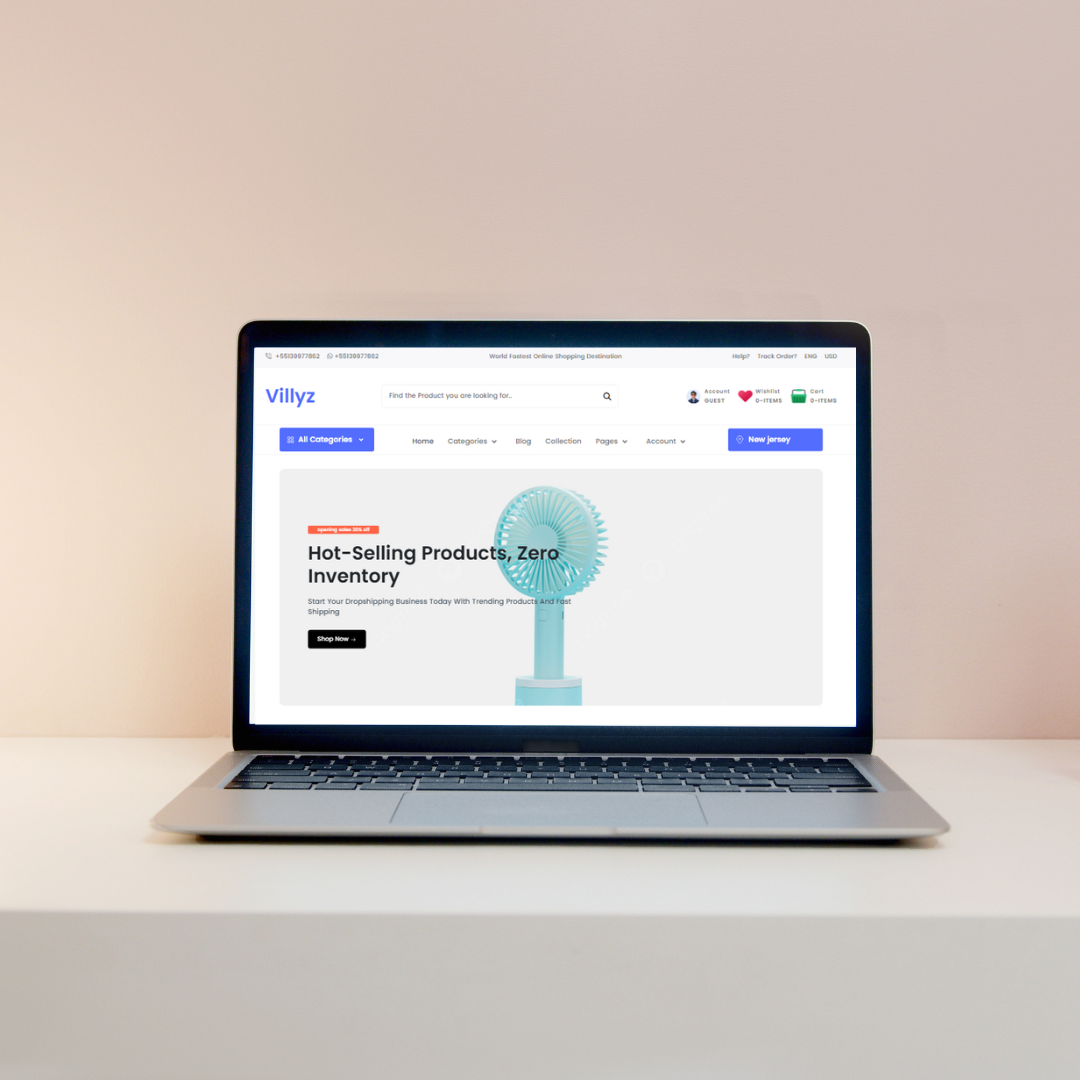 +55139977862 +55139977862 World Fastest Online Shopping Destination Help? Track Order? ENG USD
Villyz
Find the Product you are looking for..
Account
GUEST
Wishlist
0-ITEMS
Cart
0-ITEMS
All Categories
Home Categories Blog Collection Pages Account
New jersey
opening sales 30% off
Hot-Selling Products, Zero
Inventory
Start Your Dropshipping Business Today With Trending Products And Fast
Shipping
Shop Now →